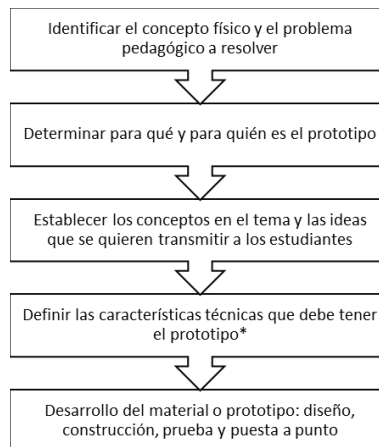 Identificar el concepto físico y el problema
pedagógico a resolver
Determinar para qué y para quién es el prototipo
Establecer los conceptos en el tema y las ideas
que se quieren transmitir a los estudiantes
Definir las características técnicas que debe tener
el prototipo*
Desarrollo del material o prototipo: diseño,
construcción, prueba y puesta a punto